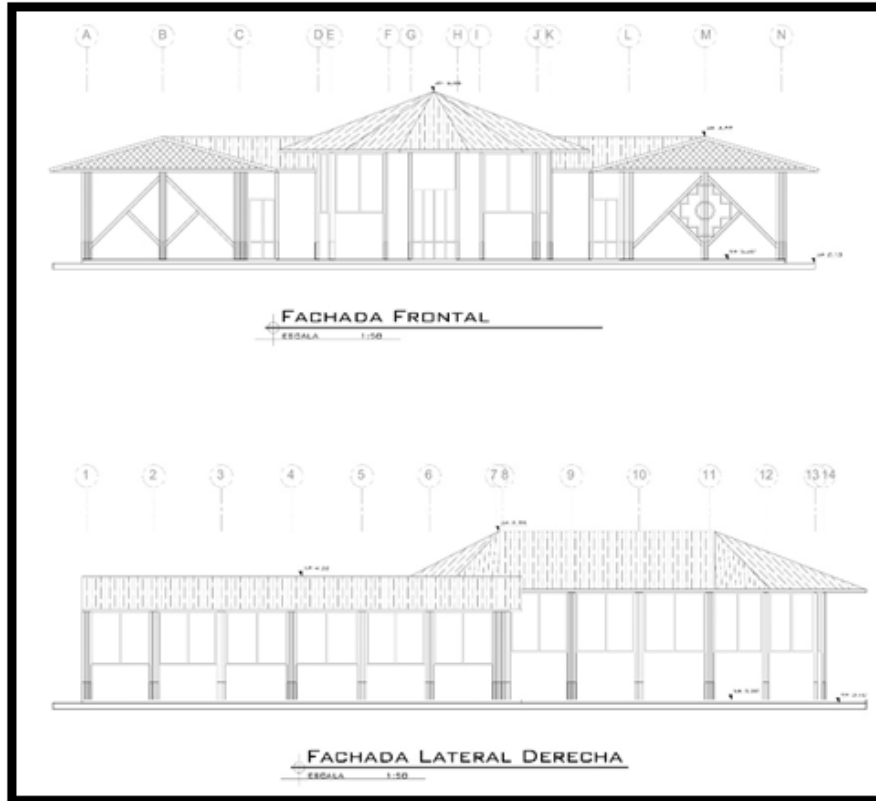 A B C D E F G H I J K L M N
FACHADA FRONTAL
ESCALA 1:50
1 2 3 4 5 6 7 8 9 10 11 12 13 14
FACHADA LATERAL DERECHA
ESCALA 1:50